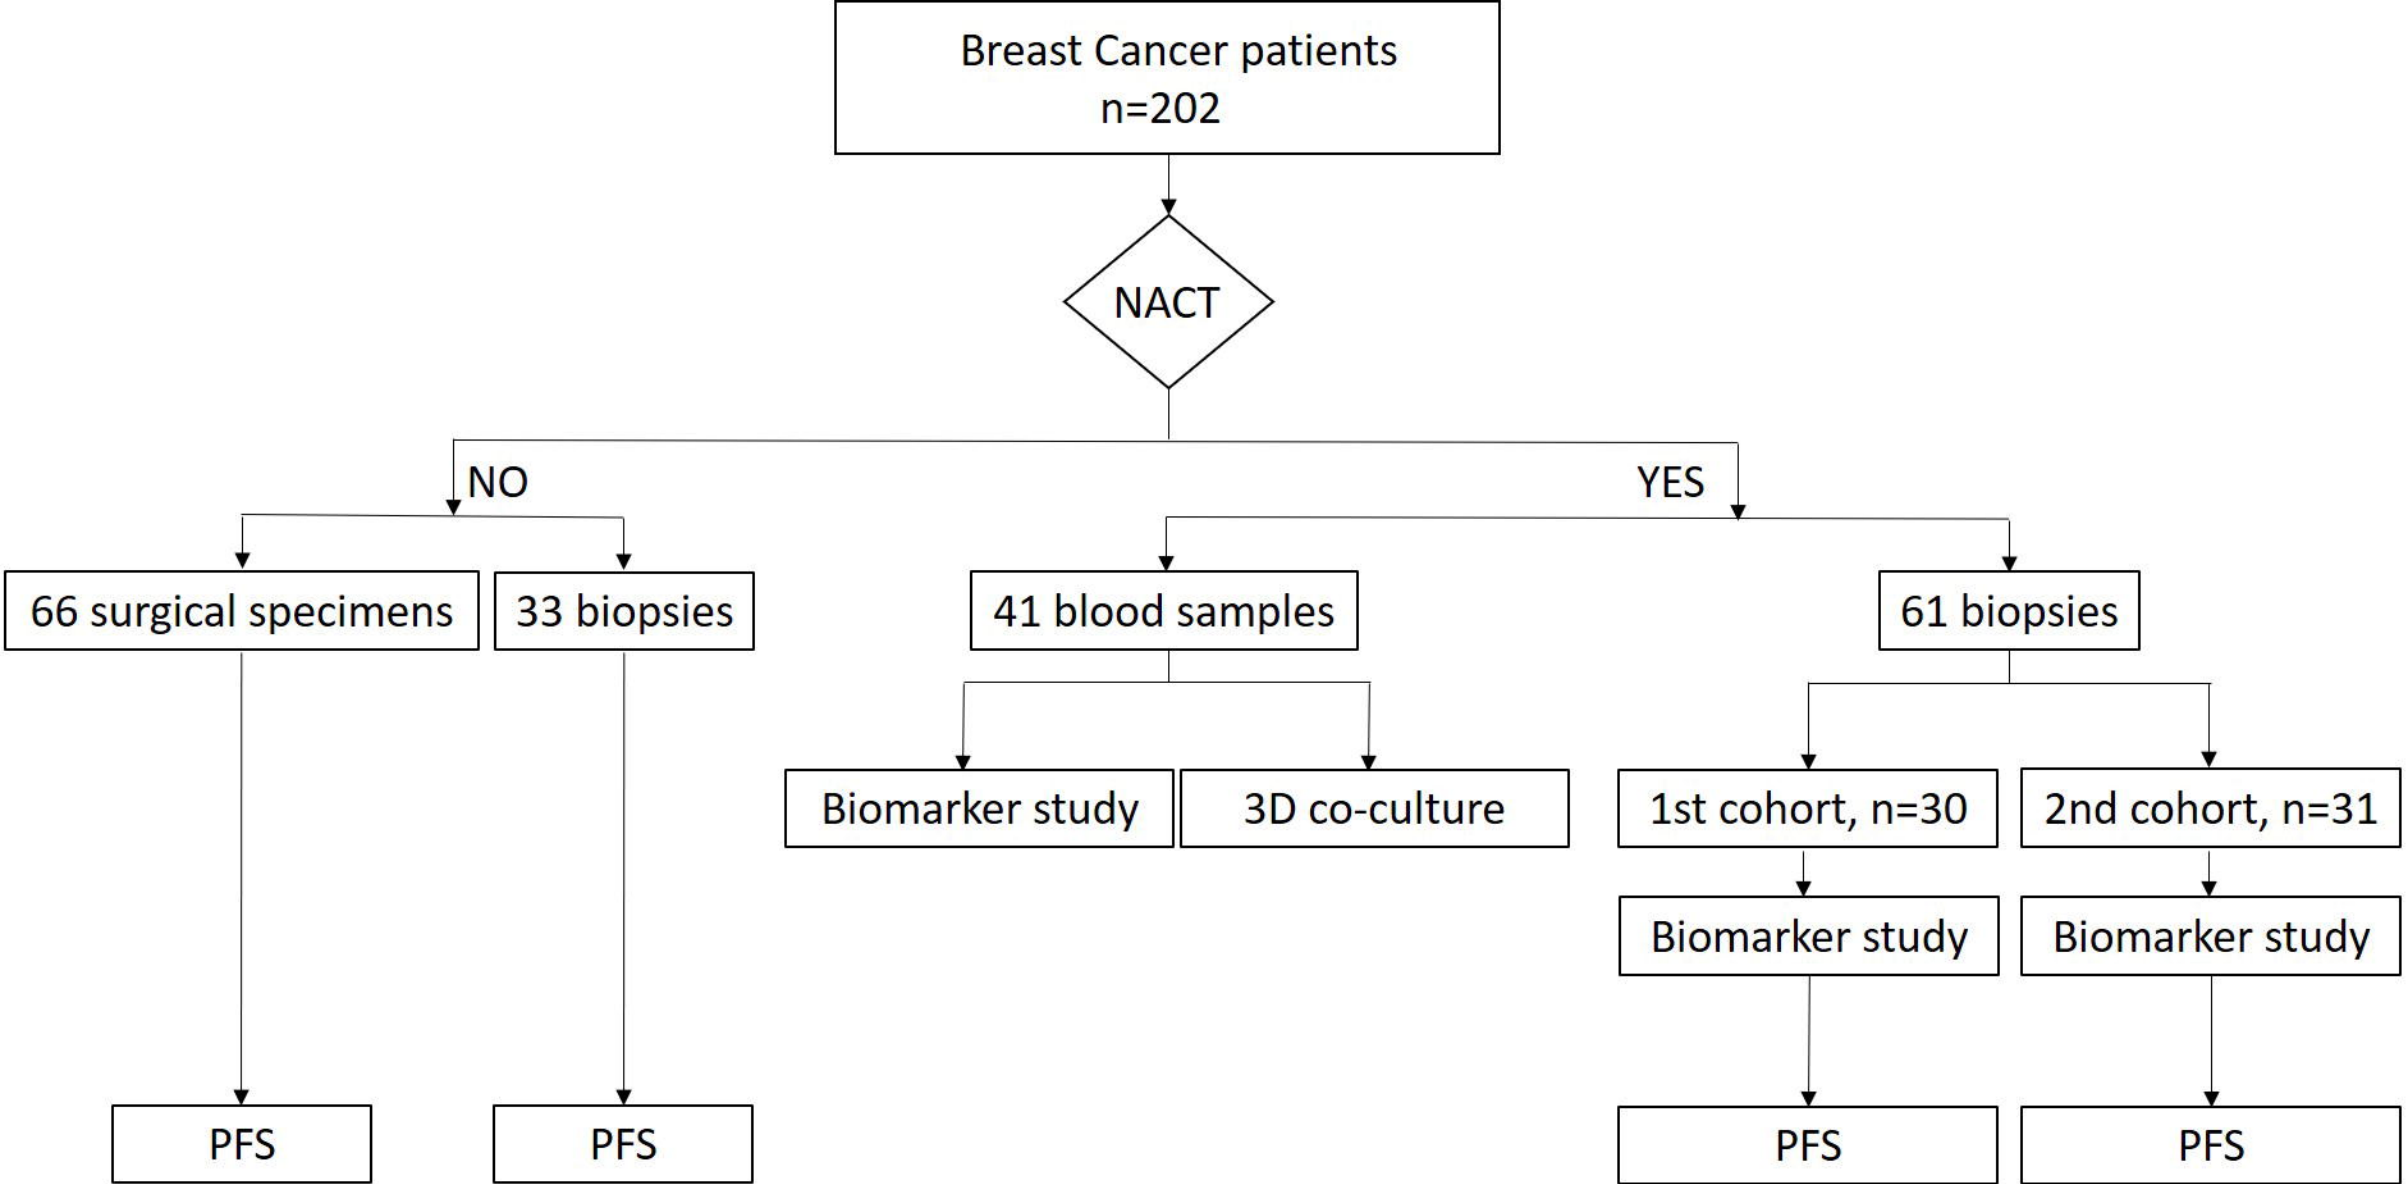 Breast Cancer patients
n=202
NACT
NO
YES
66 surgical specimens
33 biopsies
41 blood samples
61 biopsies
Biomarker study
3D co-culture
1st cohort, n=30
2nd cohort, n=31
Biomarker study
Biomarker study
PFS
PFS
PFS
PFS